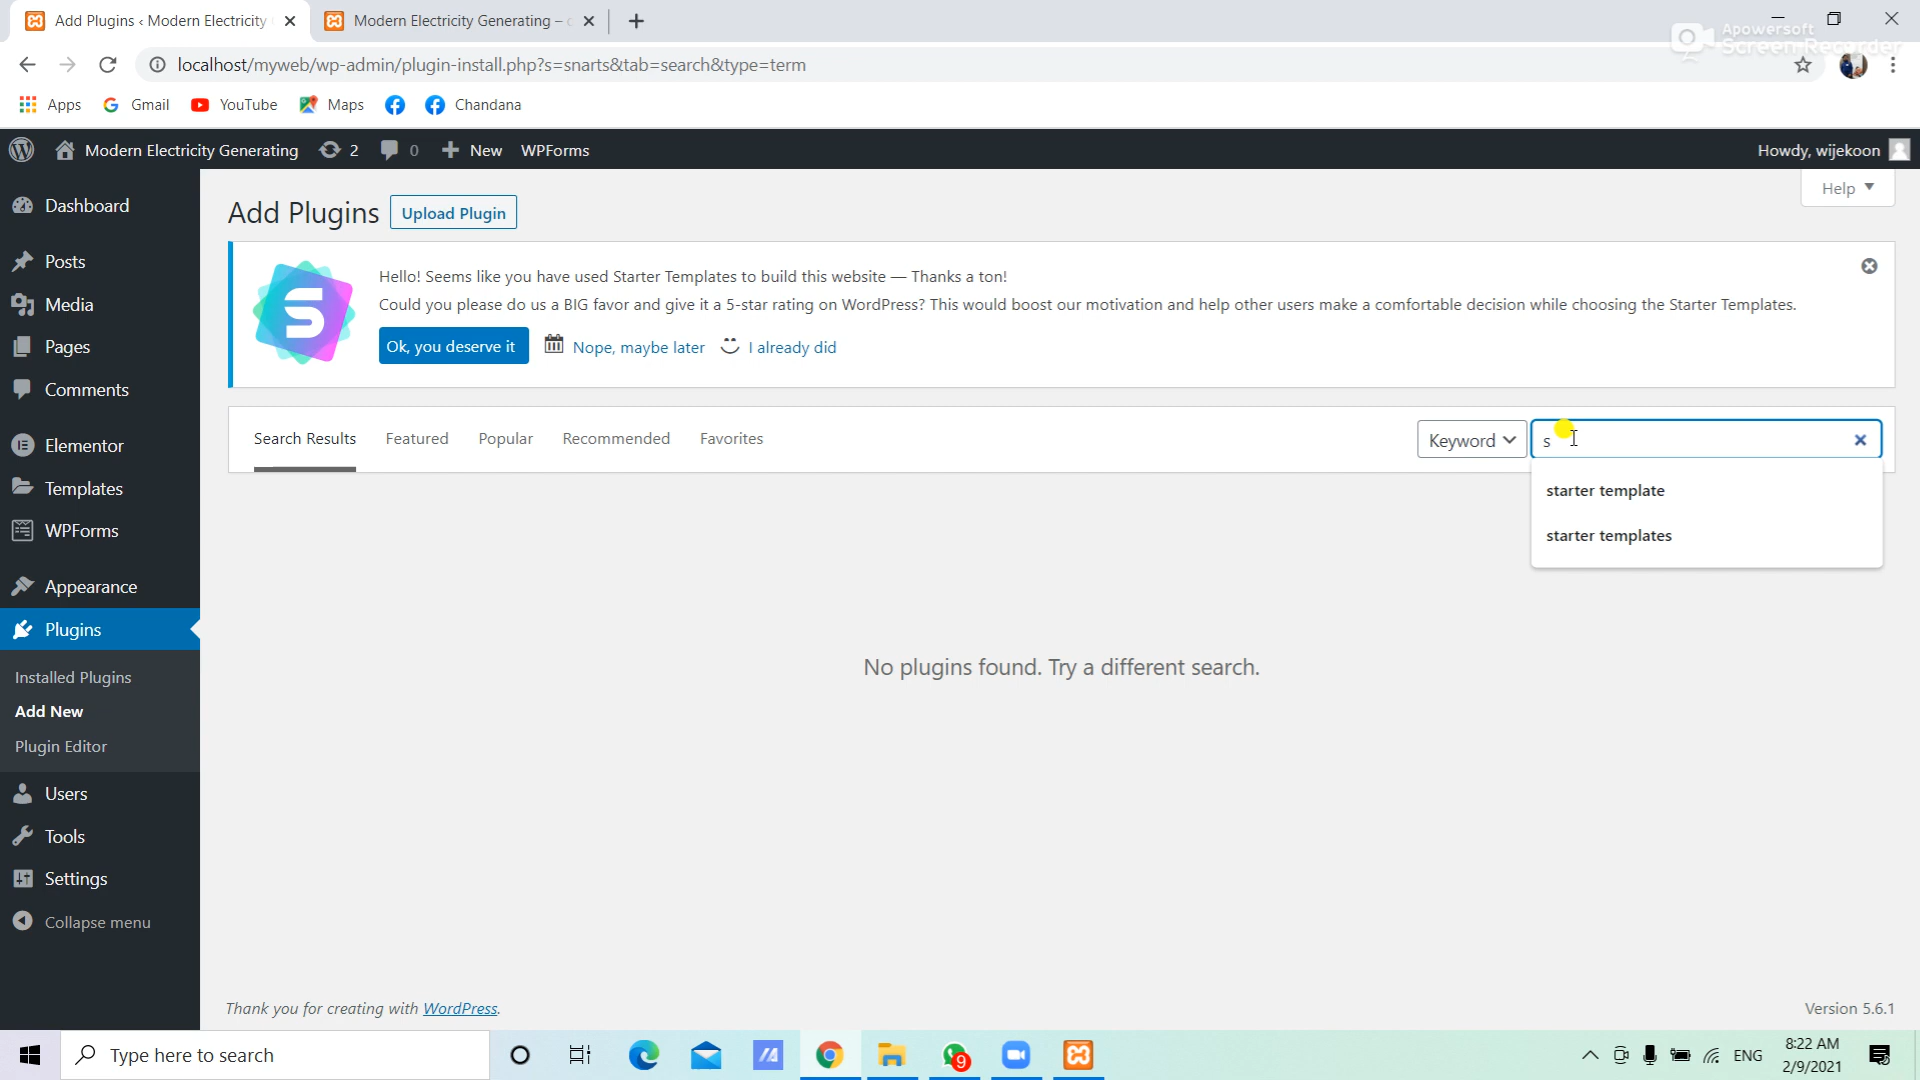 Add Plugins ‹ Modern Electricity
Modern Electricity Generating –
Apowersoft
Screen Recorder
localhost/myweb/wp-admin/plugin-install.php?s=snarts&tab=search&type=term
Apps
Gmail
YouTube
Maps
Chandana
Modern Electricity Generating
2
0
New
WPForms
Howdy, wijekoon
Dashboard
Posts
Media
Pages
Comments
Elementor
Templates
WPForms
Appearance
Plugins
Installed Plugins
Add New
Plugin Editor
Users
Tools
Settings
Collapse menu
Help
Add Plugins
Upload Plugin
Hello! Seems like you have used Starter Templates to build this website — Thanks a ton!
Could you please do us a BIG favor and give it a 5-star rating on WordPress? This would boost our motivation and help other users make a comfortable decision while choosing the Starter Templates.
Ok, you deserve it
Nope, maybe later
I already did
Search Results
Featured
Popular
Recommended
Favorites
Keyword
s
starter template
starter templates
No plugins found. Try a different search.
Thank you for creating with WordPress.
Version 5.6.1
Type here to search
9
ENG
8:22 AM
2/9/2021